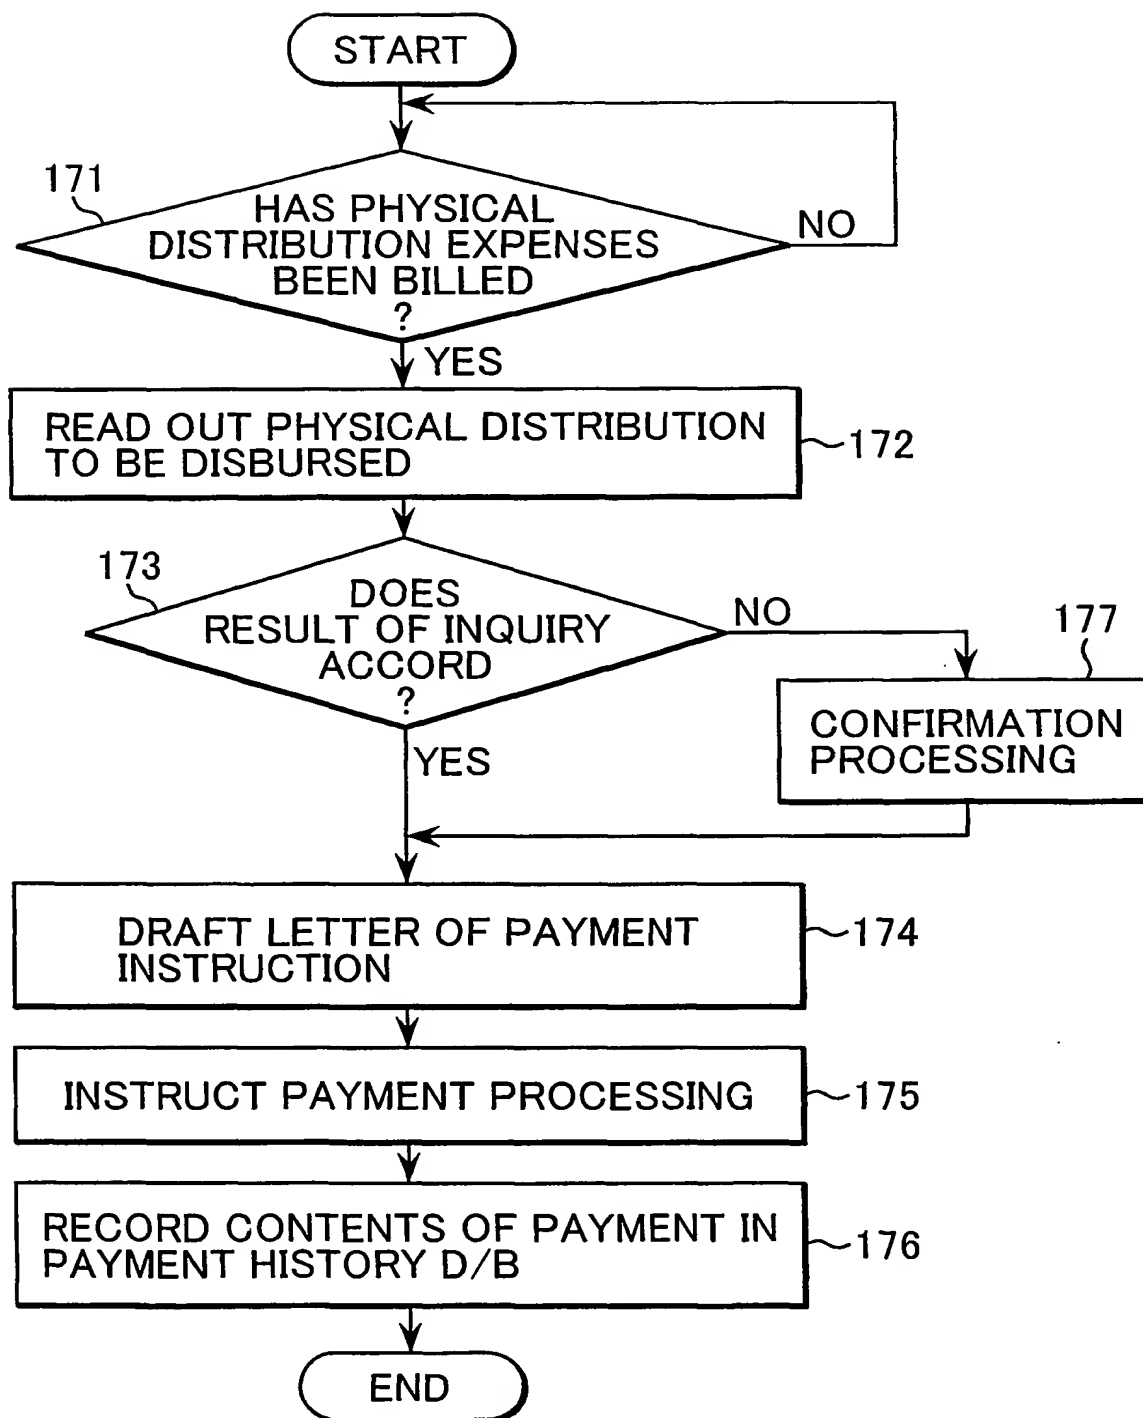 START
171
HAS PHYSICAL
DISTRIBUTION EXPENSES
BEEN BILLED
?
NO
YES
READ OUT PHYSICAL DISTRIBUTION
TO BE DISBURSED
172
173
DOES
RESULT OF INQUIRY
ACCORD
?
NO
YES
177
CONFIRMATION
PROCESSING
DRAFT LETTER OF PAYMENT
INSTRUCTION
174
INSTRUCT PAYMENT PROCESSING
175
RECORD CONTENTS OF PAYMENT IN
PAYMENT HISTORY D/B
176
END